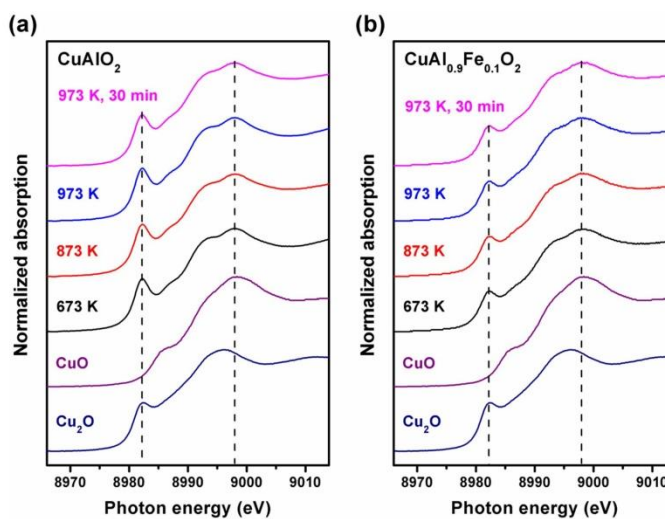 (a)
CuAlO₂
973 K, 30 min
973 K
873 K
673 K
CuO
Cu₂O
Normalized absorption
8970 8980 8990 9000 9010
Photon energy (eV)
(b)
CuAl₀.₉Fe₀.₁O₂
973 K, 30 min
973 K
873 K
673 K
CuO
Cu₂O
Normalized absorption
8970 8980 8990 9000 9010
Photon energy (eV)